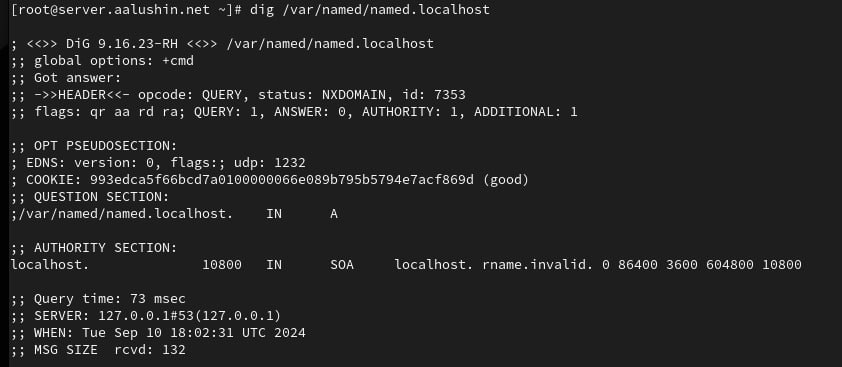 [root@server.aalushin.net ~]# dig /var/named/named.localhost
; <<>> DiG 9.16.23-RH <<>> /var/named/named.localhost
;; global options: +cmd
;; Got answer:
;; ->>HEADER<<- opcode: QUERY, status: NXDOMAIN, id: 7353
;; flags: qr aa rd ra; QUERY: 1, ANSWER: 0, AUTHORITY: 1, ADDITIONAL: 1
;; OPT PSEUDOSECTION:
; EDNS: version: 0, flags:; udp: 1232
; COOKIE: 993edca5f66bcd7a0100000066e089b795b5794e7acf869d (good)
;; QUESTION SECTION:
;/var/named/named.localhost. IN A
;; AUTHORITY SECTION:
localhost. 10800 IN SOA localhost. rname.invalid. 0 86400 3600 604800 10800
;; Query time: 73 msec
;; SERVER: 127.0.0.1#53(127.0.0.1)
;; WHEN: Tue Sep 10 18:02:31 UTC 2024
;; MSG SIZE rcvd: 132